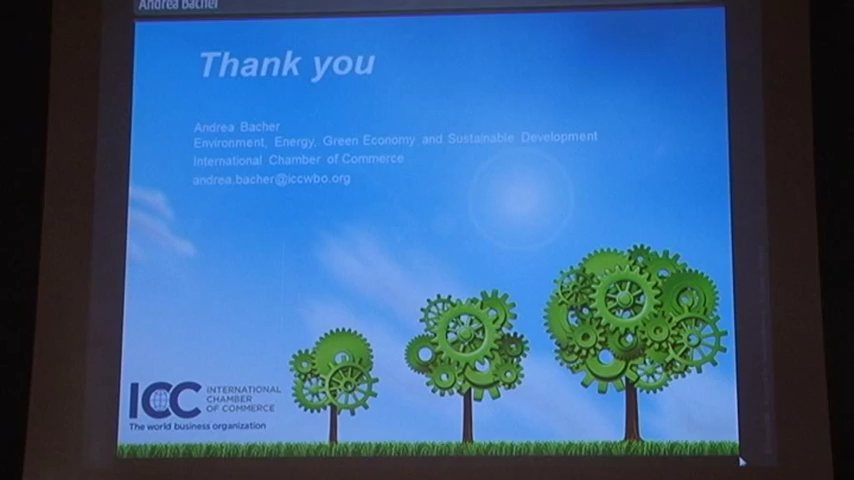 Andrea Bacher
Thank you
Andrea Bacher
Environment, Energy, Green Economy and Sustainable Development
International Chamber of Commerce
andrea.bacher@iccwbo.org
ICC
INTERNATIONAL
CHAMBER
OF COMMERCE
The world business organization